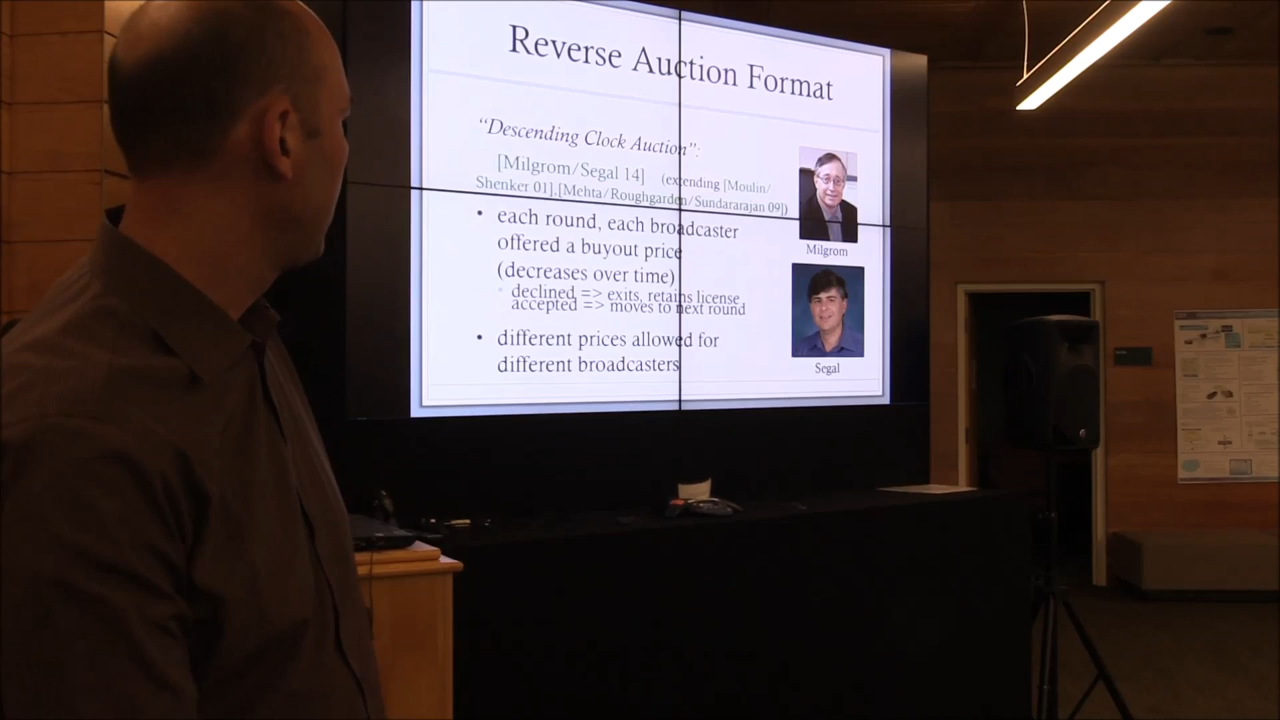 Reverse Auction Format
“Descending Clock Auction”:
[Milgrom/Segal 14] (extending [Moulin/
Shenker 01],[Mehta/Roughgarden/Sundararajan 09])
• each round, each broadcaster
offered a buyout price
(decreases over time)
declined => exits, retains license
accepted => moves to next round
• different prices allowed for
different broadcasters
Milgrom
Segal